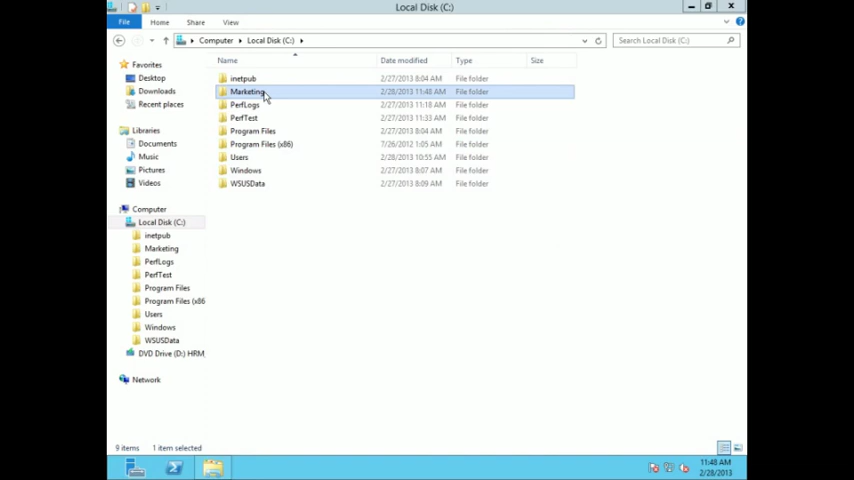 Local Disk (C:)
File Home Share View
Computer Local Disk (C:) Search Local Disk (C:)
Name Date modified Type Size
Favorites
Desktop
Downloads
Recent places
Libraries
Documents
Music
Pictures
Videos
Computer
Local Disk (C:)
inetpub
Marketing
PerfLogs
PerfTest
Program Files
Program Files (x86
Users
Windows
WSUSData
DVD Drive (D:) HRM_
Network
inetpub 2/27/2013 8:04 AM File folder
Marketing 2/28/2013 11:48 AM File folder
PerfLogs 2/27/2013 11:18 AM File folder
PerfTest 2/27/2013 11:33 AM File folder
Program Files 2/27/2013 8:04 AM File folder
Program Files (x86) 7/26/2012 1:05 AM File folder
Users 2/28/2013 10:55 AM File folder
Windows 2/27/2013 8:07 AM File folder
WSUSData 2/27/2013 8:09 AM File folder
9 items 1 item selected
11:48 AM
2/28/2013